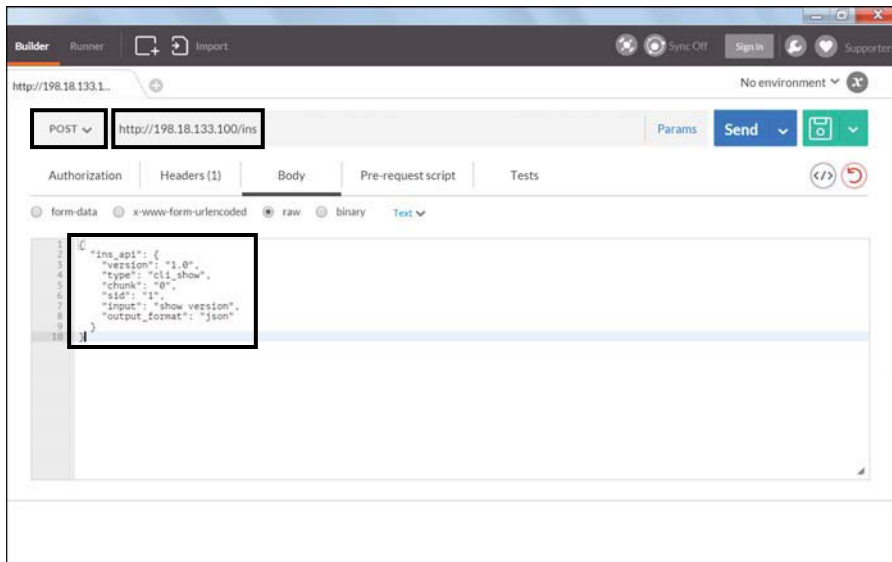 Builder Runner Import Sync Off Sign in Supporter
http://198.18.133.1... No environment
POST http://198.18.133.100/ins Params Send
Authorization Headers (1) Body Pre-request script Tests
form-data x-www-form-urlencoded raw binary Text
1 {
2 "ins_api": {
3 "version": "1.0",
4 "type": "cli_show",
5 "chunk": "0",
6 "sid": "1",
7 "input": "show version",
8 "output_format": "json"
9 }
10 }